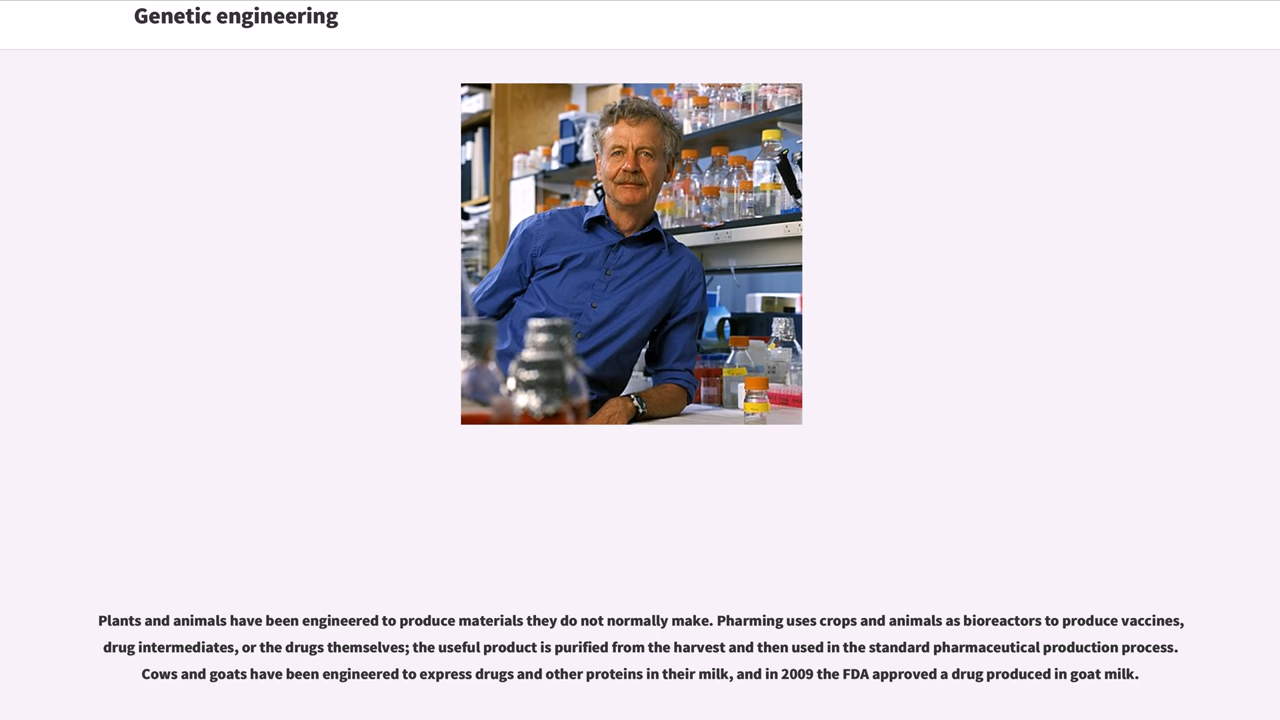 Genetic engineering
Plants and animals have been engineered to produce materials they do not normally make. Pharming uses crops and animals as bioreactors to produce vaccines,
drug intermediates, or the drugs themselves; the useful product is purified from the harvest and then used in the standard pharmaceutical production process.
Cows and goats have been engineered to express drugs and other proteins in their milk, and in 2009 the FDA approved a drug produced in goat milk.